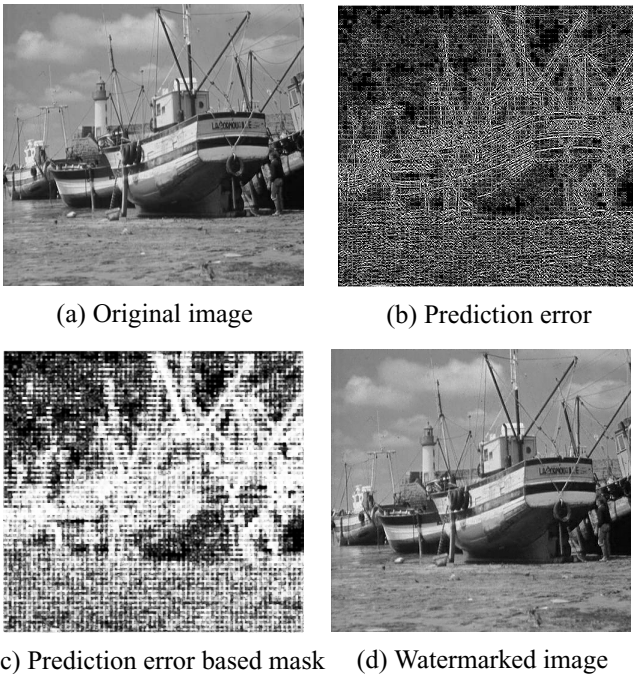 (a) Original image
(b) Prediction error
c) Prediction error based mask
(d) Watermarked image